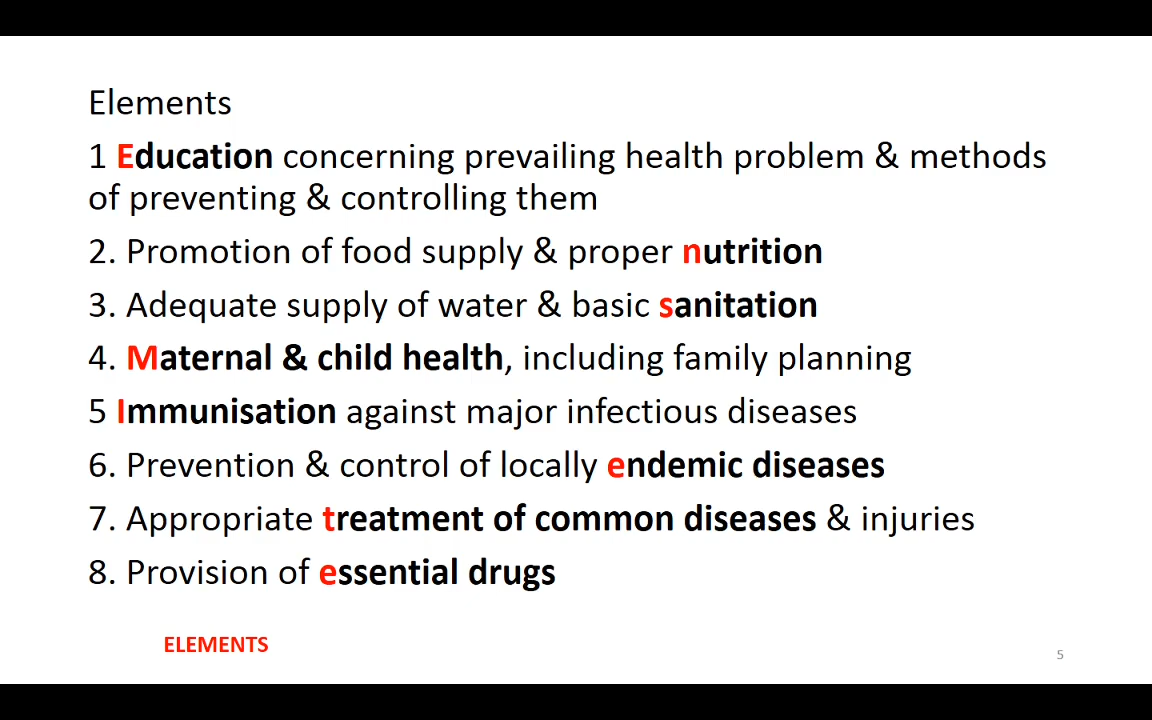 Elements
1 Education concerning prevailing health problem & methods
of preventing & controlling them
2. Promotion of food supply & proper nutrition
3. Adequate supply of water & basic sanitation
4. Maternal & child health, including family planning
5 Immunisation against major infectious diseases
6. Prevention & control of locally endemic diseases
7. Appropriate treatment of common diseases & injuries
8. Provision of essential drugs
ELEMENTS
5